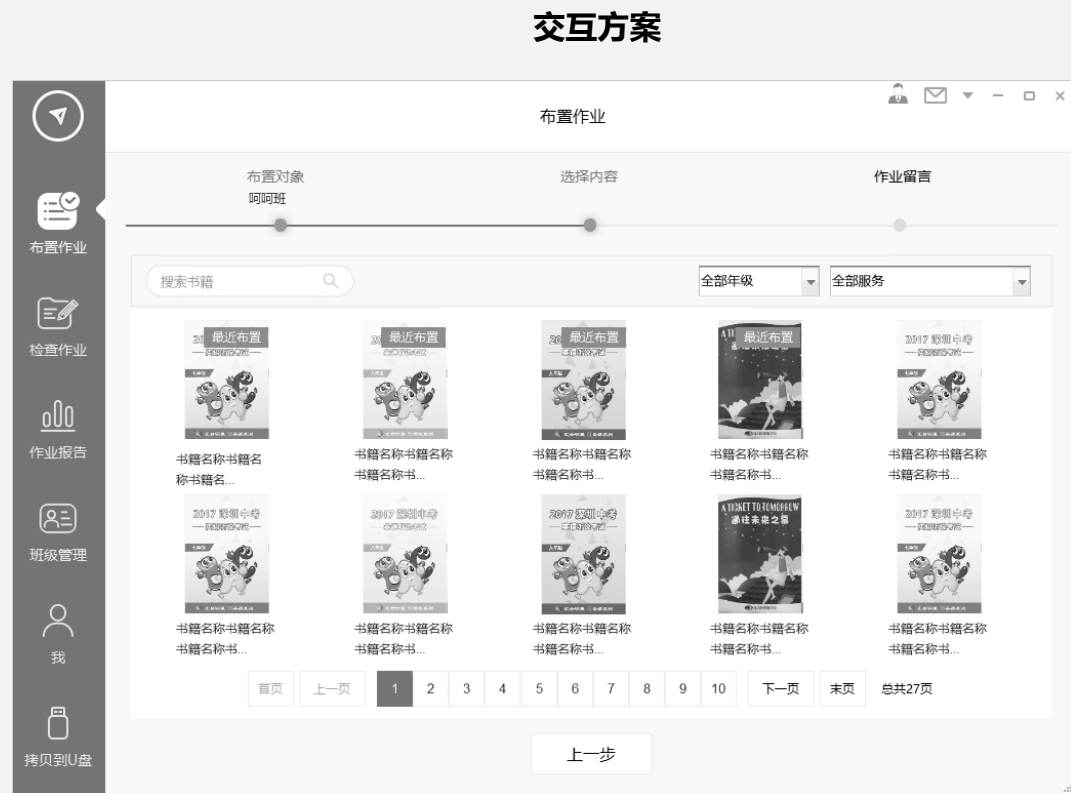 交互方案
布置作业
布置对象
呵呵班
选择内容
作业留言
布置作业
检查作业
作业报告
班级管理
我
拷贝到U盘
搜索书籍
全部年级
全部服务
最近布置
最近布置
最近布置
最近布置
2017 深圳中考
书籍名称书籍名
称书籍名...
书籍名称书籍名称
书籍名称书...
书籍名称书籍名称
书籍名称书...
书籍名称书籍名称
书籍名称书...
书籍名称书籍名称
书籍名称书...
2017 深圳中考
2017 深圳中考
2017 深圳中考
A TICKET TO TOMORROW
通往未来之票
2017 深圳中考
书籍名称书籍名称
书籍名称书...
书籍名称书籍名称
书籍名称书...
书籍名称书籍名称
书籍名称书...
书籍名称书籍名称
书籍名称书...
书籍名称书籍名称
书籍名称书...
首页 上一页 1 2 3 4 5 6 7 8 9 10 下一页 末页 总共27页
上一步